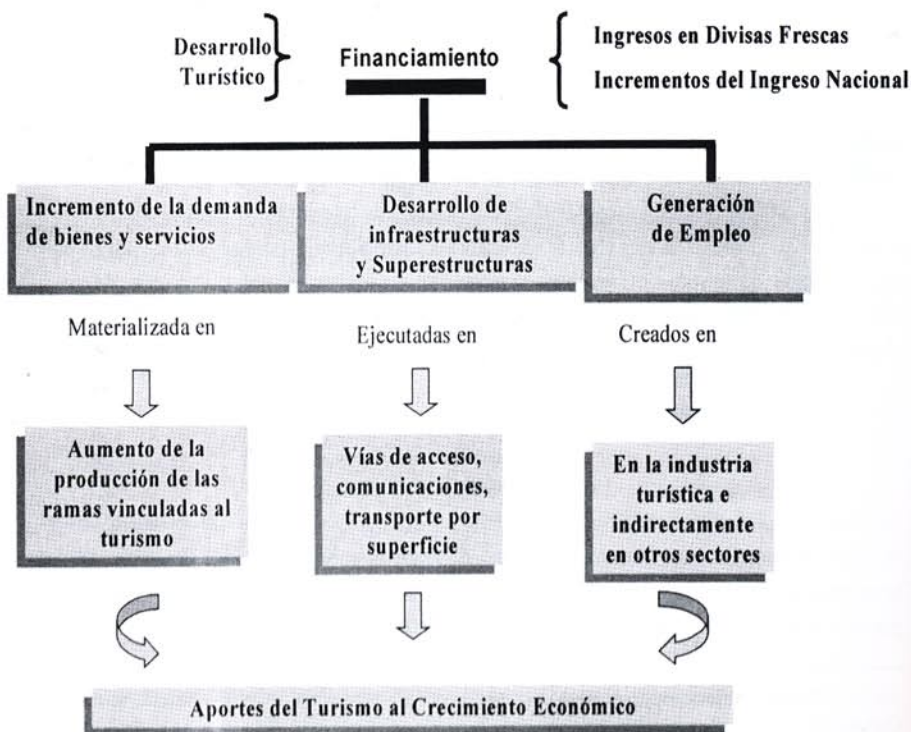 Desarrollo
Turístico
Financiamiento
Ingresos en Divisas Frescas
Incrementos del Ingreso Nacional
Incremento de la demanda
de bienes y servicios
Desarrollo de
infraestructuras
y Superestructuras
Generación
de Empleo
Materializada en
Ejecutadas en
Creados en
Aumento de la
producción de las
ramas vinculadas al
turismo
Vías de acceso,
comunicaciones,
transporte por
superficie
En la industria
turística e
indirectamente
en otros sectores
Aportes del Turismo al Crecimiento Económico